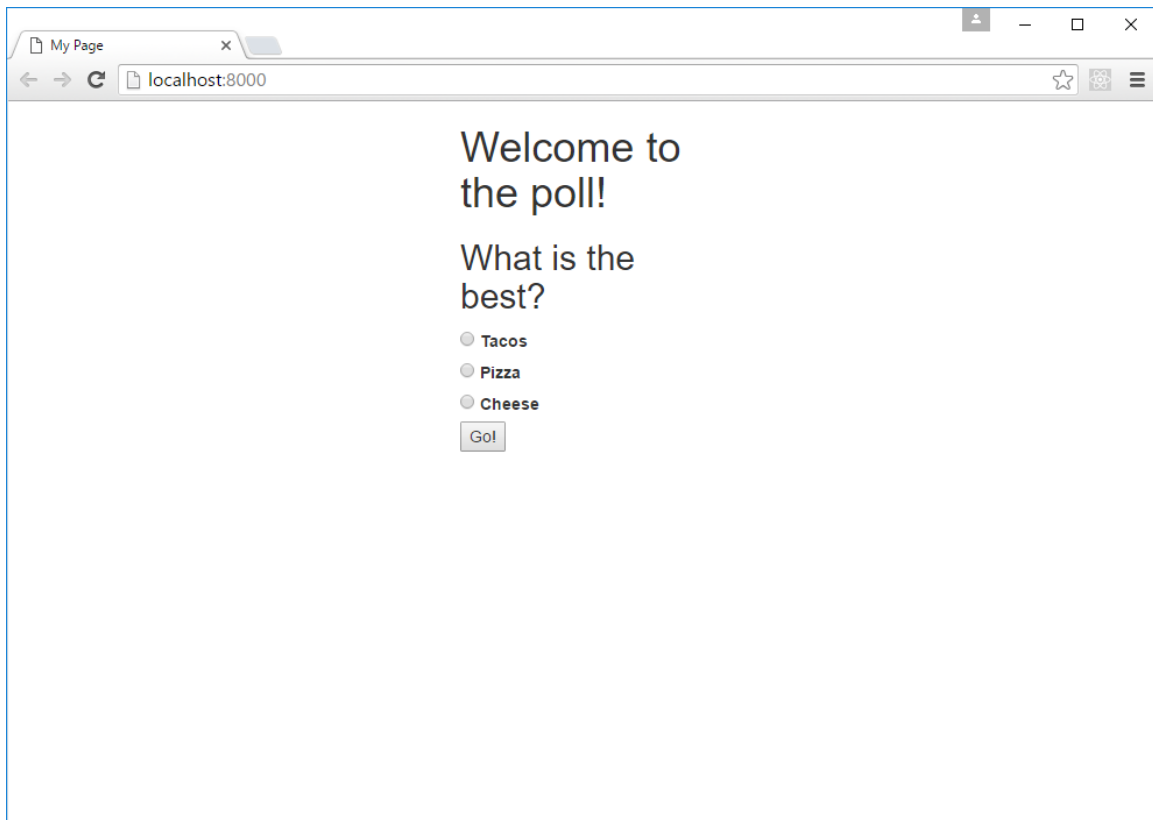 My Page
localhost:8000
Welcome to
the poll!
What is the
best?
Tacos
Pizza
Cheese
Go!